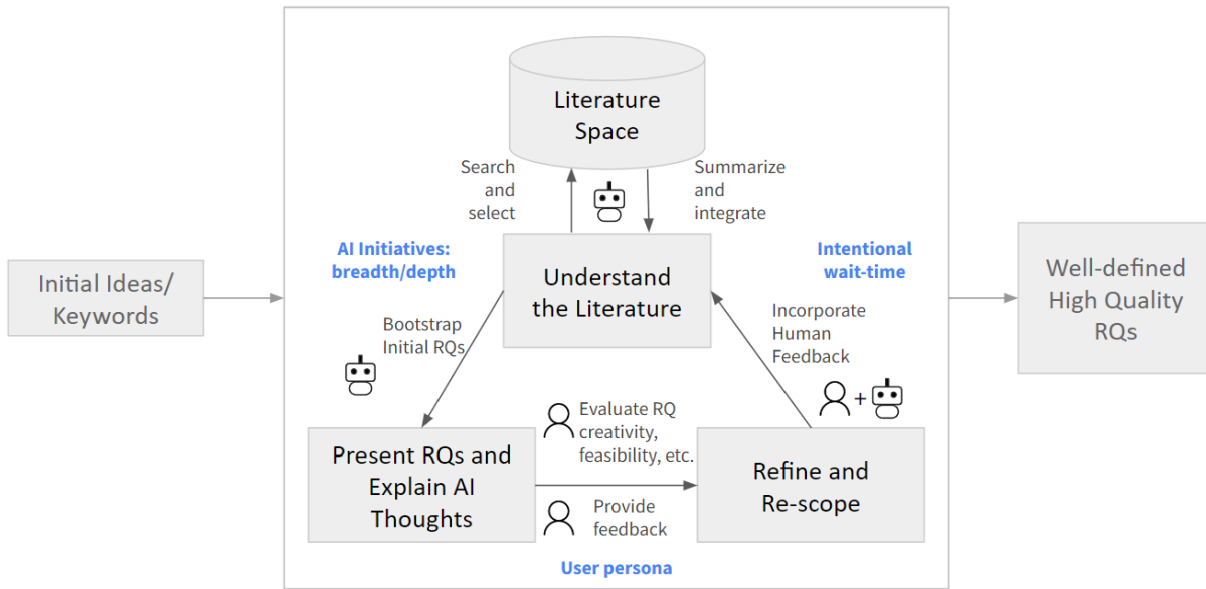 Literature
Space
Search
and
select
Summarize
and
integrate
AI Initiatives:
breadth/depth
Understand
the Literature
Intentional
wait-time
Initial Ideas/
Keywords
Well-defined
High Quality
RQs
Bootstrap
Initial RQs
Incorporate
Human
Feedback
+
Present RQs and
Explain AI
Thoughts
Evaluate RQ
creativity,
feasibility, etc.
Provide
feedback
Refine and
Re-scope
User persona